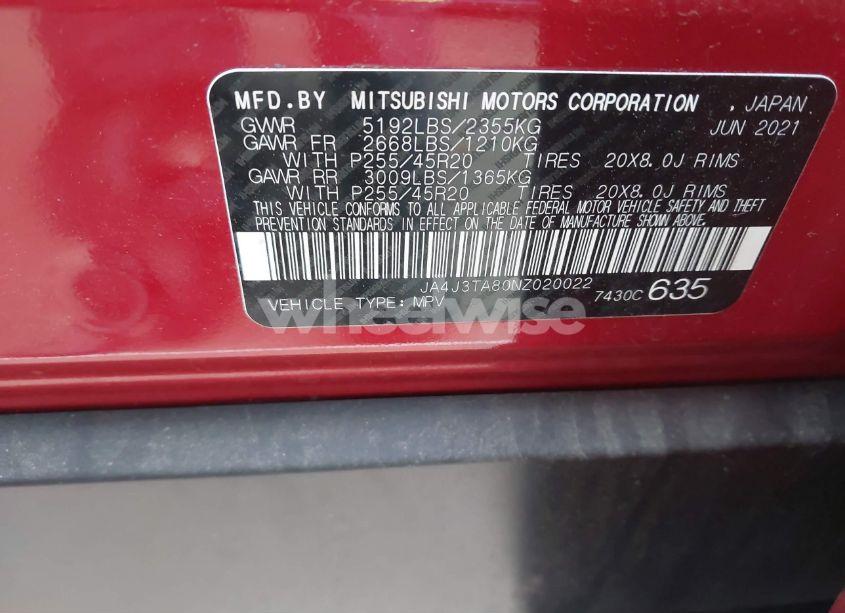 MFD.BY MITSUBISHI MOTORS CORPORATION , JAPAN
GVWR 5192LBS/2355KG JUN 2021
GAWR FR 2668LBS/1210KG
WITH P255/45R20 TIRES 20X8.0J RIMS
GAWR RR 3009LBS/1365KG
WITH P255/45R20 TIRES 20X8.0J RIMS
THIS VEHICLE CONFORMS TO ALL APPLICABLE FEDERAL MOTOR VEHICLE SAFETY AND THEFT
PREVENTION STANDARDS IN EFFECT ON THE DATE OF MANUFACTURE SHOWN ABOVE.
JA4J3TA80NZ020022
VEHICLE TYPE: MPV 7430C 635
wheelwise